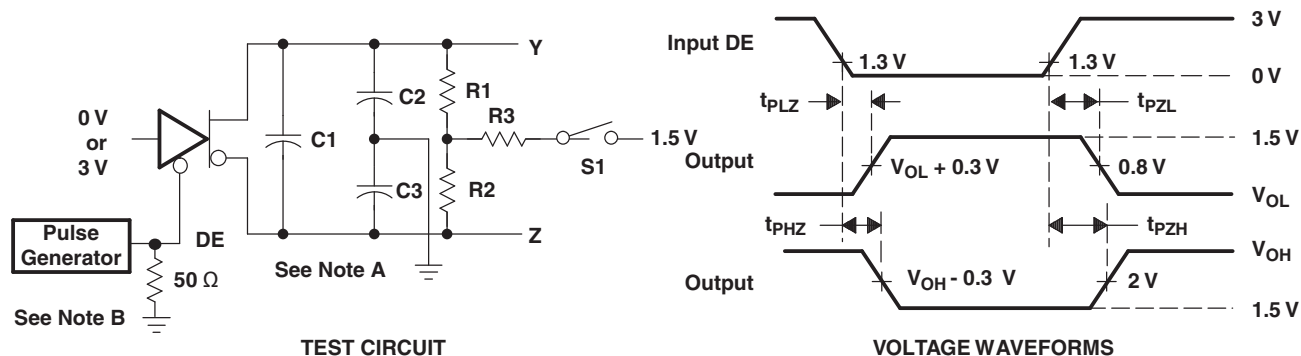 0 V
or
3 V
Pulse
Generator
DE
50 Ω
See Note B
C1
See Note A
C2
C3
R1
R2
R3
S1
1.5 V
Y
Z
TEST CIRCUIT
Input DE
1.3 V
1.3 V
3 V
0 V
tPLZ
tPZL
Output
VOL + 0.3 V
0.8 V
1.5 V
VOL
tPHZ
tPZH
Output
VOH - 0.3 V
2 V
VOH
1.5 V
VOLTAGE WAVEFORMS